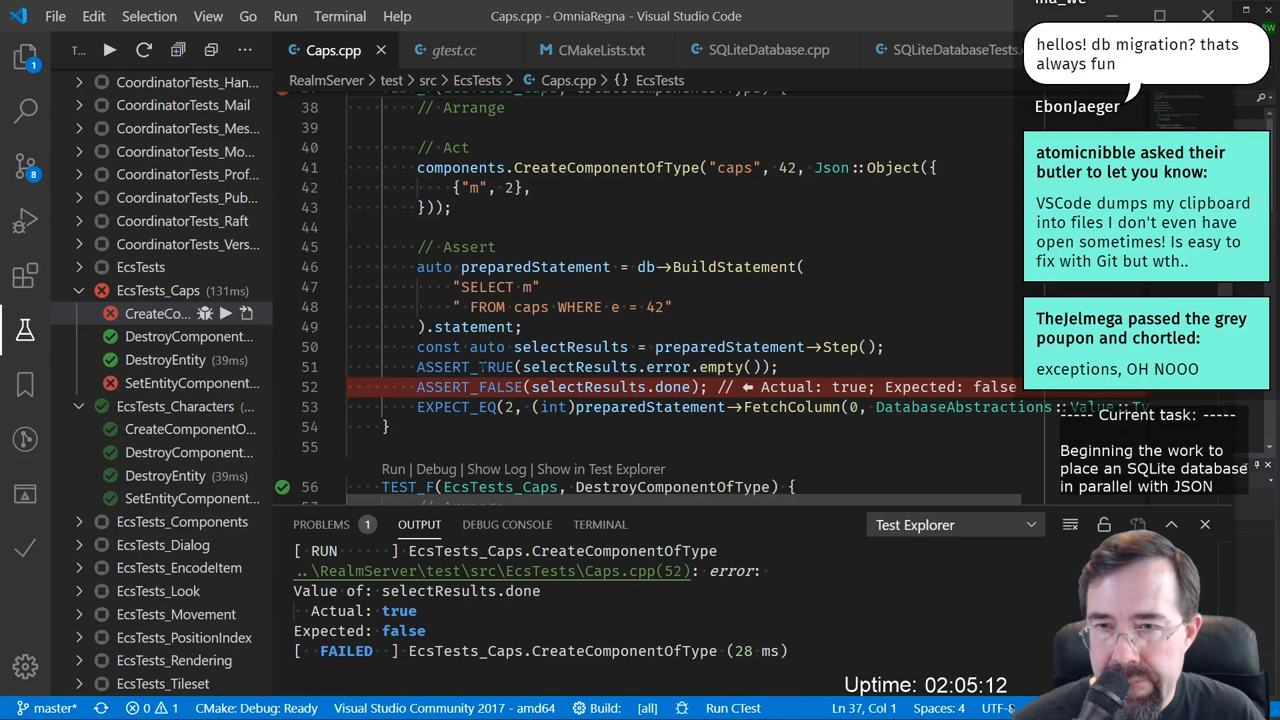 File Edit Selection View Go Run Terminal Help
Caps.cpp - OmniaRegna - Visual Studio Code
T...
Caps.cpp
gtest.cc
CMakeLists.txt
SQLiteDatabase.cpp
SQLiteDatabaseTests.c
RealmServer > test > src > EcsTests > Caps.cpp > {} EcsTests
1
8
CoordinatorTests_Han...
CoordinatorTests_Mail
CoordinatorTests_Mes...
CoordinatorTests_Mo...
CoordinatorTests_Prof...
CoordinatorTests_Pub...
CoordinatorTests_Raft
CoordinatorTests_Vers...
EcsTests
EcsTests_Caps (131ms)
CreateCo...
DestroyComponent...
DestroyEntity (39ms)
SetEntityComponent...
EcsTests_Characters
CreateComponentO...
DestroyComponent...
DestroyEntity (39ms)
SetEntityComponent...
EcsTests_Components
EcsTests_Dialog
EcsTests_EncodeItem
EcsTests_Look
EcsTests_Movement
EcsTests_PositionIndex
EcsTests_Rendering
EcsTests_Tileset
38 // Arrange
39
40 // Act
41 components.CreateComponentOfType("caps", 42, Json::Object({
42 {"m", 2},
43 }));
44
45 // Assert
46 auto preparedStatement = db->BuildStatement(
47 "SELECT m"
48 " FROM caps WHERE e = 42"
49 ).statement;
50 const auto selectResults = preparedStatement->Step();
51 ASSERT_TRUE(selectResults.error.empty());
52 ASSERT_FALSE(selectResults.done); // ⬅ Actual: true; Expected: false
53 EXPECT_EQ(2, (int)preparedStatement->FetchColumn(0, DatabaseAbstractions::Value::Ty
54 }
55
Run | Debug | Show Log | Show in Test Explorer
56 TEST_F(EcsTests_Caps, DestroyComponentOfType) {
PROBLEMS 1 OUTPUT DEBUG CONSOLE TERMINAL
Test Explorer
[ RUN ] EcsTests_Caps.CreateComponentOfType
..\RealmServer\test\src\EcsTests\Caps.cpp(52): error:
Value of: selectResults.done
Actual: true
Expected: false
[ FAILED ] EcsTests_Caps.CreateComponentOfType (28 ms)
hellos! db migration? thats
always fun
EbonJaeger
atomicnibble asked their
butler to let you know:
VSCode dumps my clipboard
into files I don't even have
open sometimes! Is easy to
fix with Git but wth..
TheJelmega passed the grey
poupon and chortled:
exceptions, OH NOOO
----- Current task: -----
Beginning the work to
place an SQLite database
in parallel with JSON
Uptime: 02:05:12
master* 0 1 CMake: Debug: Ready Visual Studio Community 2017 - amd64 Build: [all] Run CTest Ln 37, Col 1 Spaces: 4